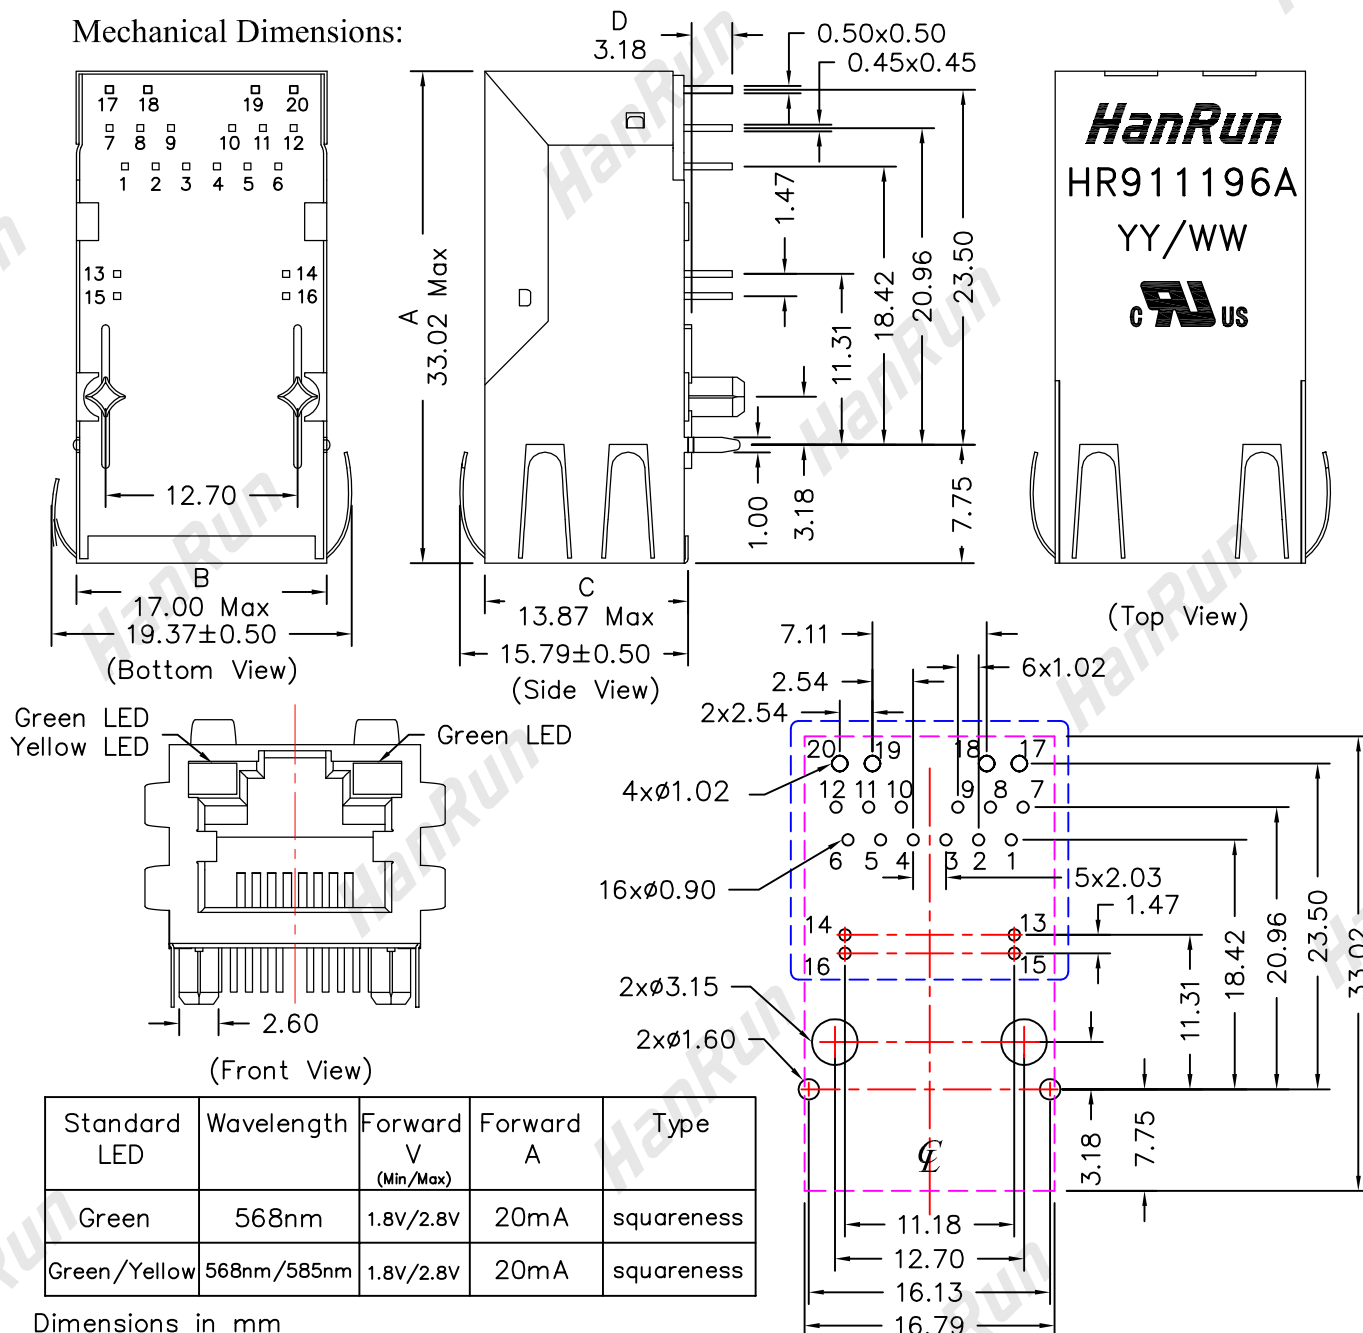 Mechanical Dimensions:
17 18 19 20
7 8 9 10 11 12
1 2 3 4 5 6
13 14
15 16
12.70
B
17.00 Max
19.37±0.50
(Bottom View)
D
3.18
0.50x0.50
0.45x0.45
A
33.02 Max
1.47
11.31
18.42
20.96
23.50
1.00
3.18
7.75
C
13.87 Max
15.79±0.50
(Side View)
HanRun
HR911196A
YY/WW
c RU US
(Top View)
Green LED
Yellow LED
Green LED
2.60
(Front View)
7.11
6x1.02
2.54
2x2.54
20 19 18 17
4xø1.02
12 11 10 9 8 7
6 5 4 3 2 1
16xø0.90
5x2.03
1.47
14 13
16 15
2xø3.15
2xø1.60
11.31
18.42
20.96
23.50
33.02
3.18
7.75
℄
11.18
12.70
16.13
16.79
Standard LED Wavelength Forward V (Min/Max) Forward A Type
Green 568nm 1.8V/2.8V 20mA squareness
Green/Yellow 568nm/585nm 1.8V/2.8V 20mA squareness
Dimensions in mm
HanRun
HanRun
HanRun
HanRun
HanRun
HanRun
HanRun